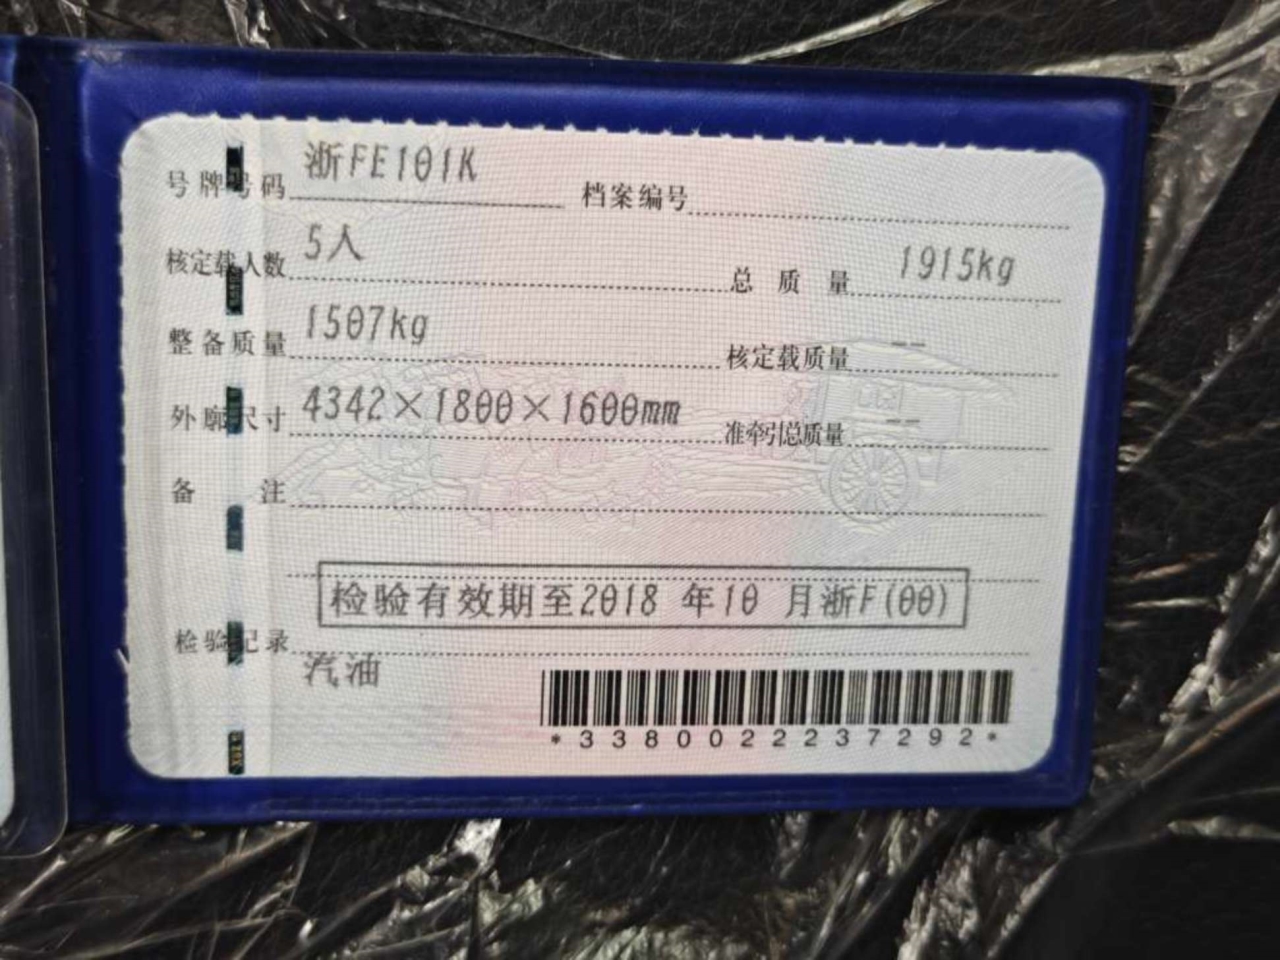 号牌号码 浙FE101K 档案编号
核定载人数 5人 总质量 1915kg
整备质量 1507kg 核定载质量 --
外廓尺寸 4342×1800×1600mm 准牵引总质量 --
备注
检验有效期至2018 年10 月浙F(00)
检验记录
汽油
*3380022237292*